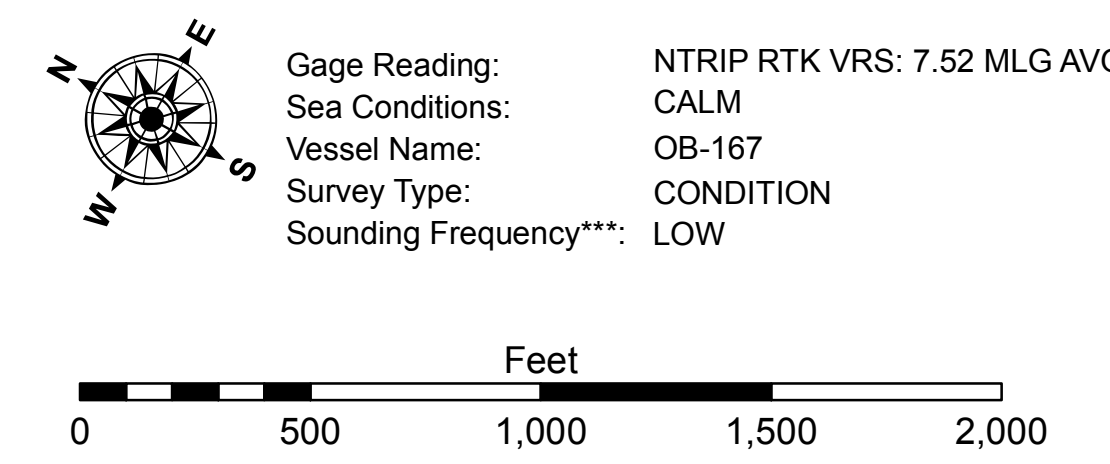 N E S W
Gage Reading: NTRIP RTK VRS: 7.52 MLG
Sea Conditions: CALM
Vessel Name: OB-167
Survey Type: CONDITION
Sounding Frequency***: LOW
Feet
0 500 1,000 1,500 2,000